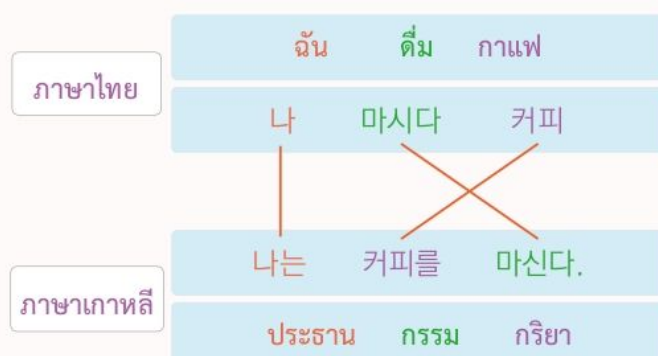 ฉัน ดื่ม กาแฟ
ภาษาไทย
나 마시다 커피
나는 커피를 마신다.
ภาษาเกาหลี
ประธาน กรรม กริยา